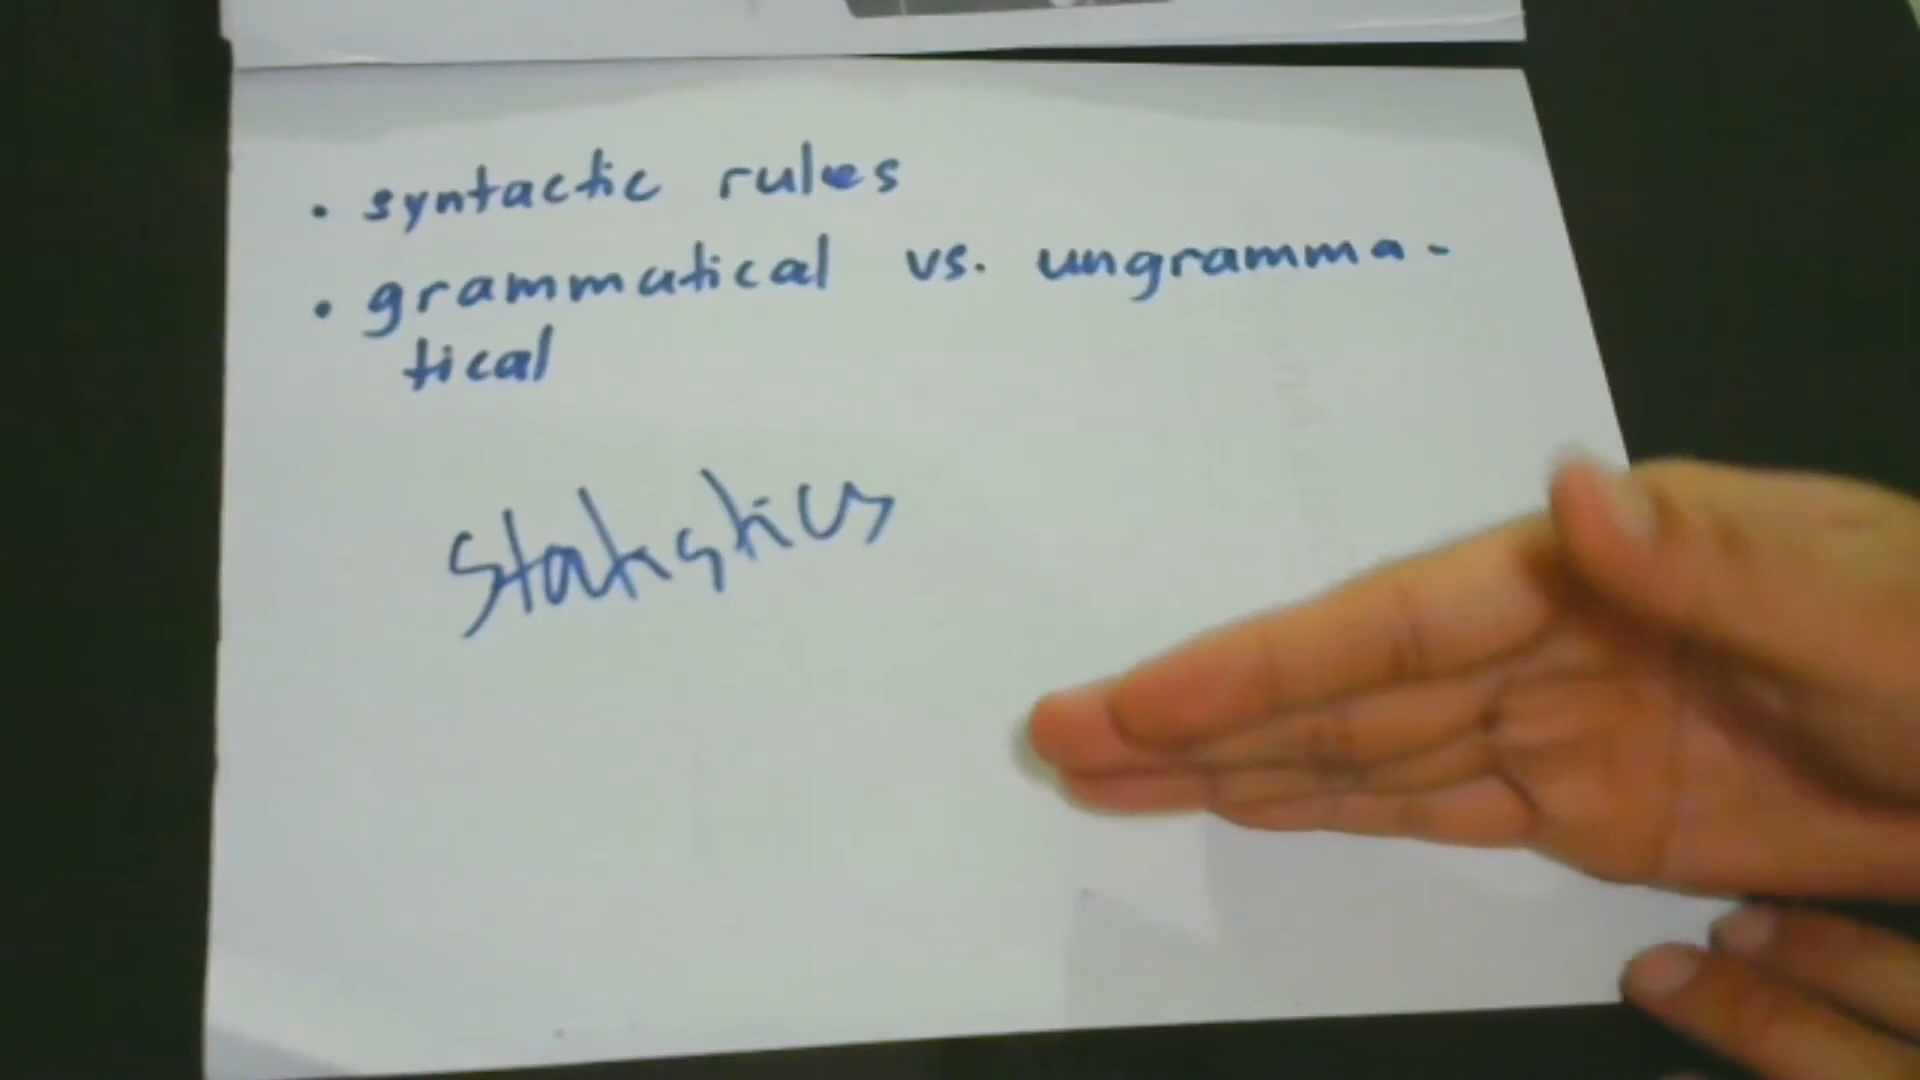 • syntactic rules
• grammatical vs. ungramma-
tical
Statistics